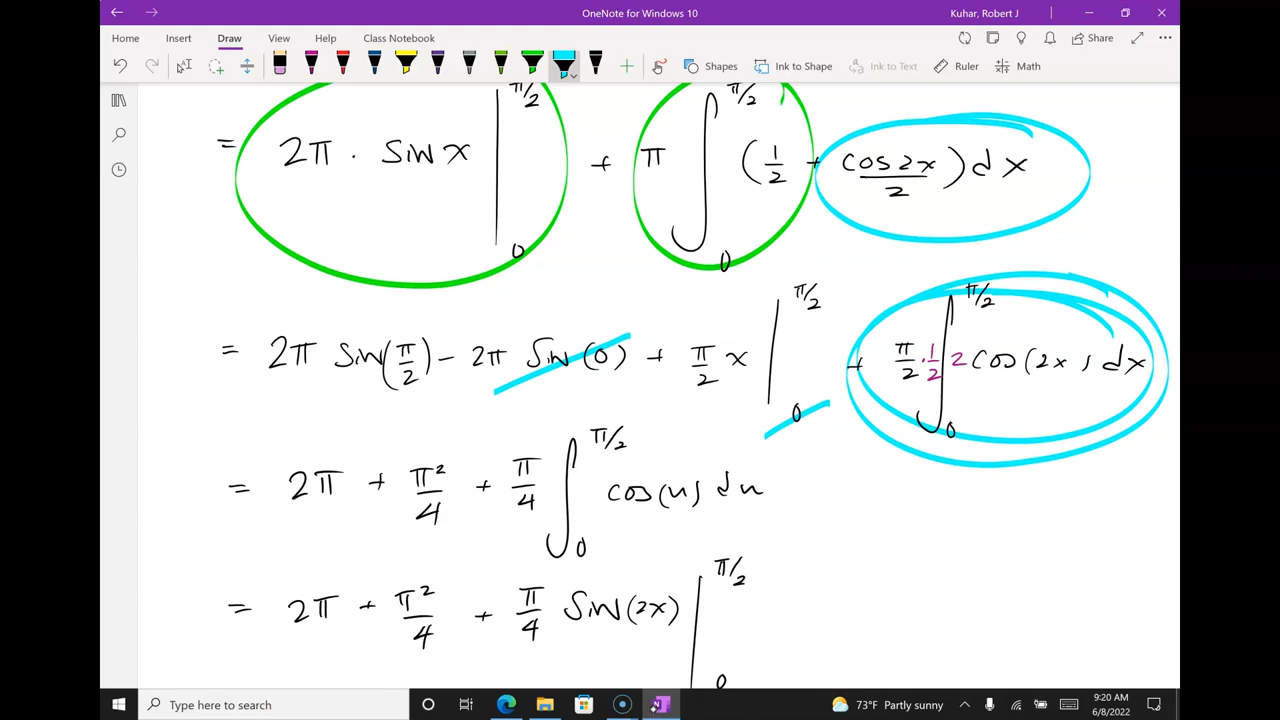 OneNote for Windows 10
Kuhar, Robert J
Home Insert Draw View Help Class Notebook
Share
Shapes Ink to Shape Ink to Text Ruler Math
= 2π · sin x |₀^{π/2} + π ∫₀^{π/2} (1/2 + cos2x/2) dx
= 2π sin(π/2) - 2π sin(0) + π/2 x |₀^{π/2} + π/2 · 1/2 ∫₀^{π/2} 2 cos(2x) dx
= 2π + π²/4 + π/4 ∫₀^{π/2} cos(u) du
= 2π + π²/4 + π/4 sin(2x) |₀^{π/2}
Type here to search
73°F Partly sunny
9:20 AM
6/8/2022